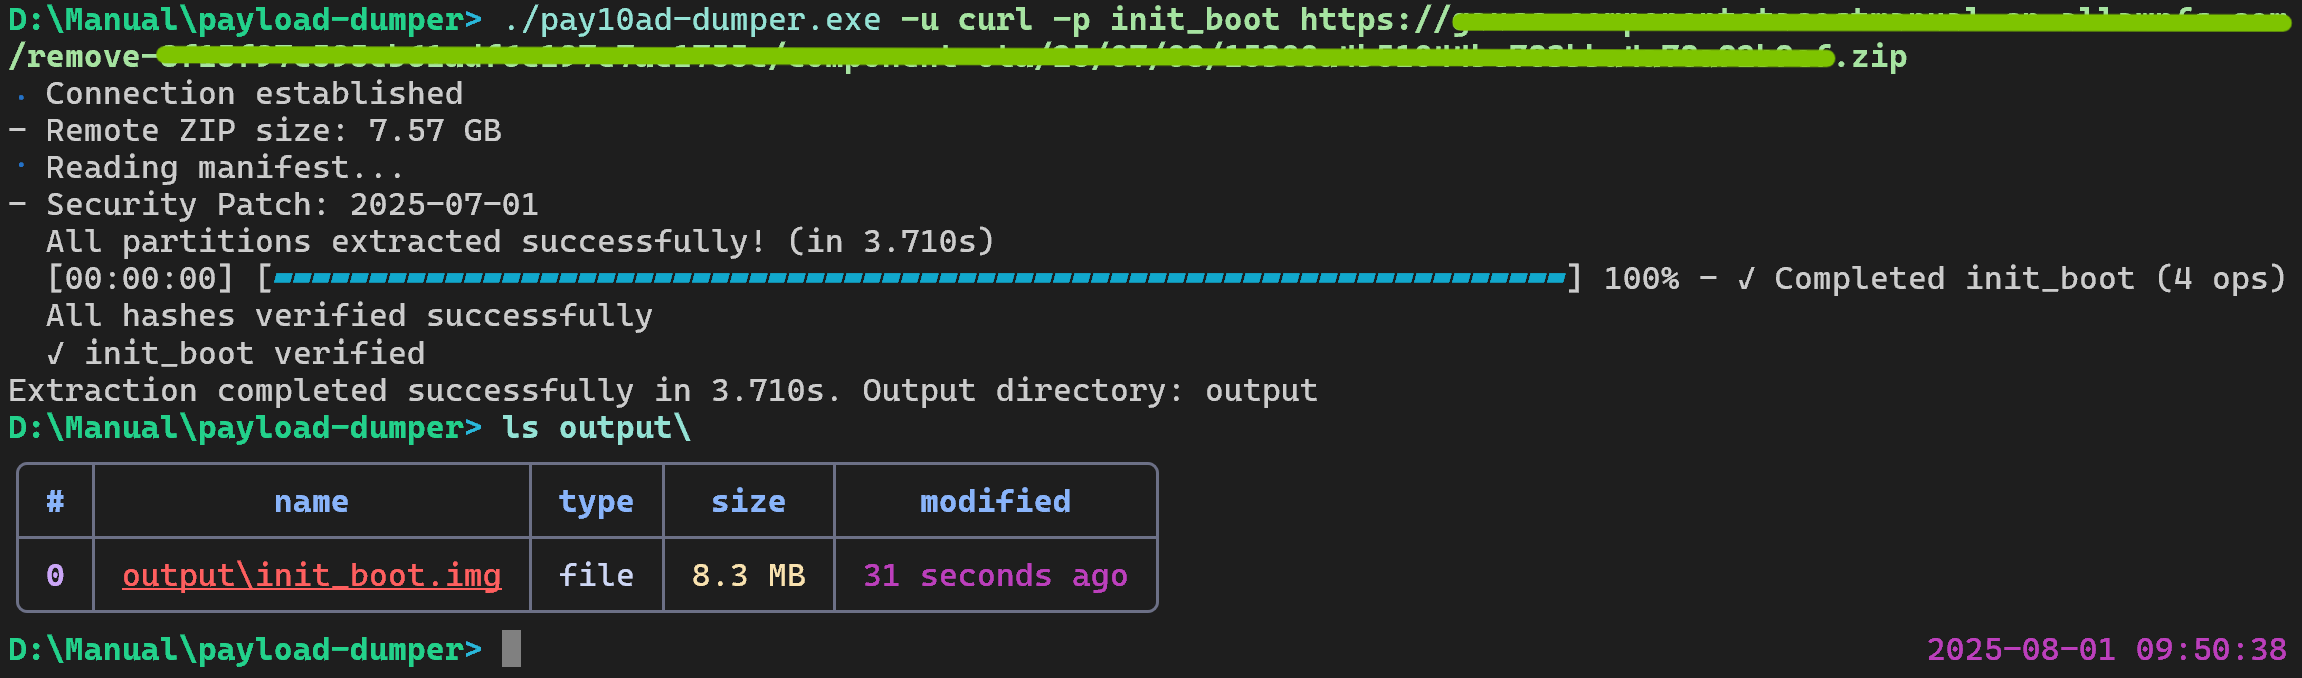 D:\Manual\payload-dumper> ./pay10ad-dumper.exe -u curl -p init_boot https://
/remove-.zip
· Connection established
- Remote ZIP size: 7.57 GB
· Reading manifest...
- Security Patch: 2025-07-01
All partitions extracted successfully! (in 3.710s)
[00:00:00] [▰▰▰▰▰▰▰▰▰▰▰▰▰▰▰▰▰▰▰▰▰▰▰▰▰▰▰▰▰▰▰▰▰▰▰▰▰▰▰▰▰▰▰▰▰▰▰▰▰▰▰▰▰▰▰▰▰▰▰▰▰▰▰▰▰▰▰▰] 100% - ✓ Completed init_boot (4 ops)
All hashes verified successfully
✓ init_boot verified
Extraction completed successfully in 3.710s. Output directory: output
D:\Manual\payload-dumper> ls output\
# name type size modified
0 output\init_boot.img file 8.3 MB 31 seconds ago
D:\Manual\payload-dumper> 2025-08-01 09:50:38